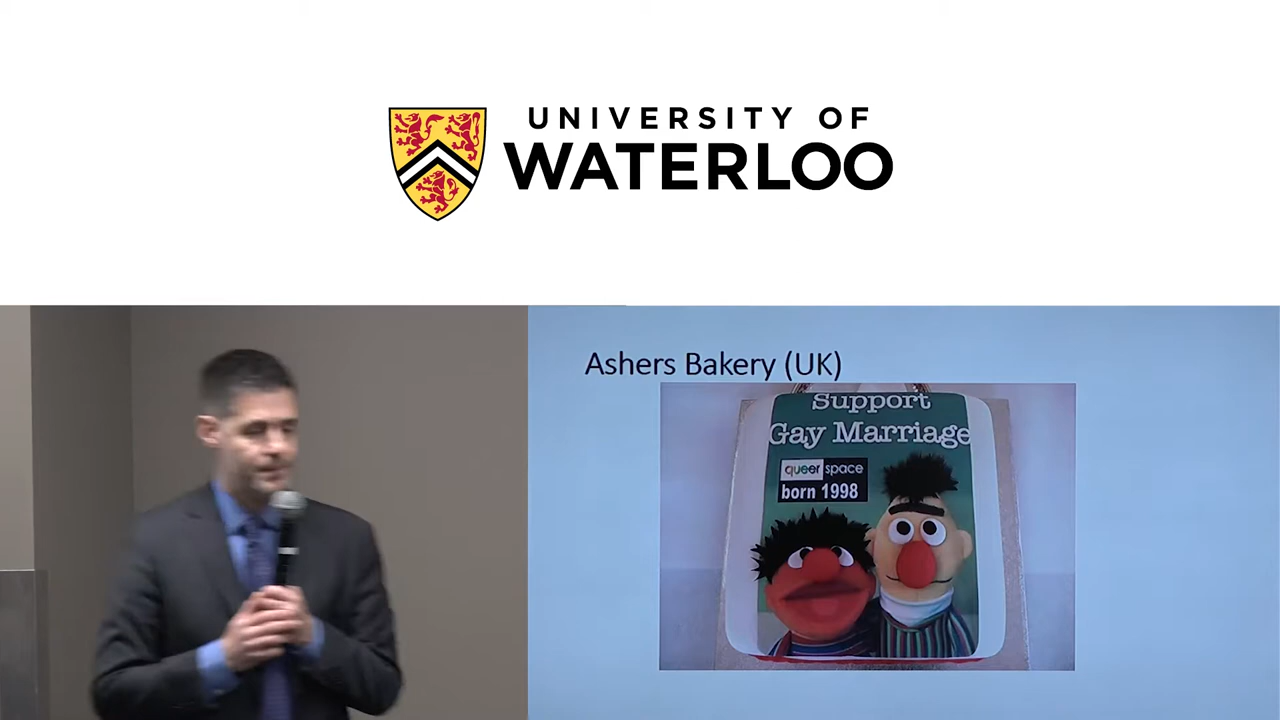 UNIVERSITY OF
WATERLOO
Ashers Bakery (UK)
Support
Gay Marriage
queer space
born 1998